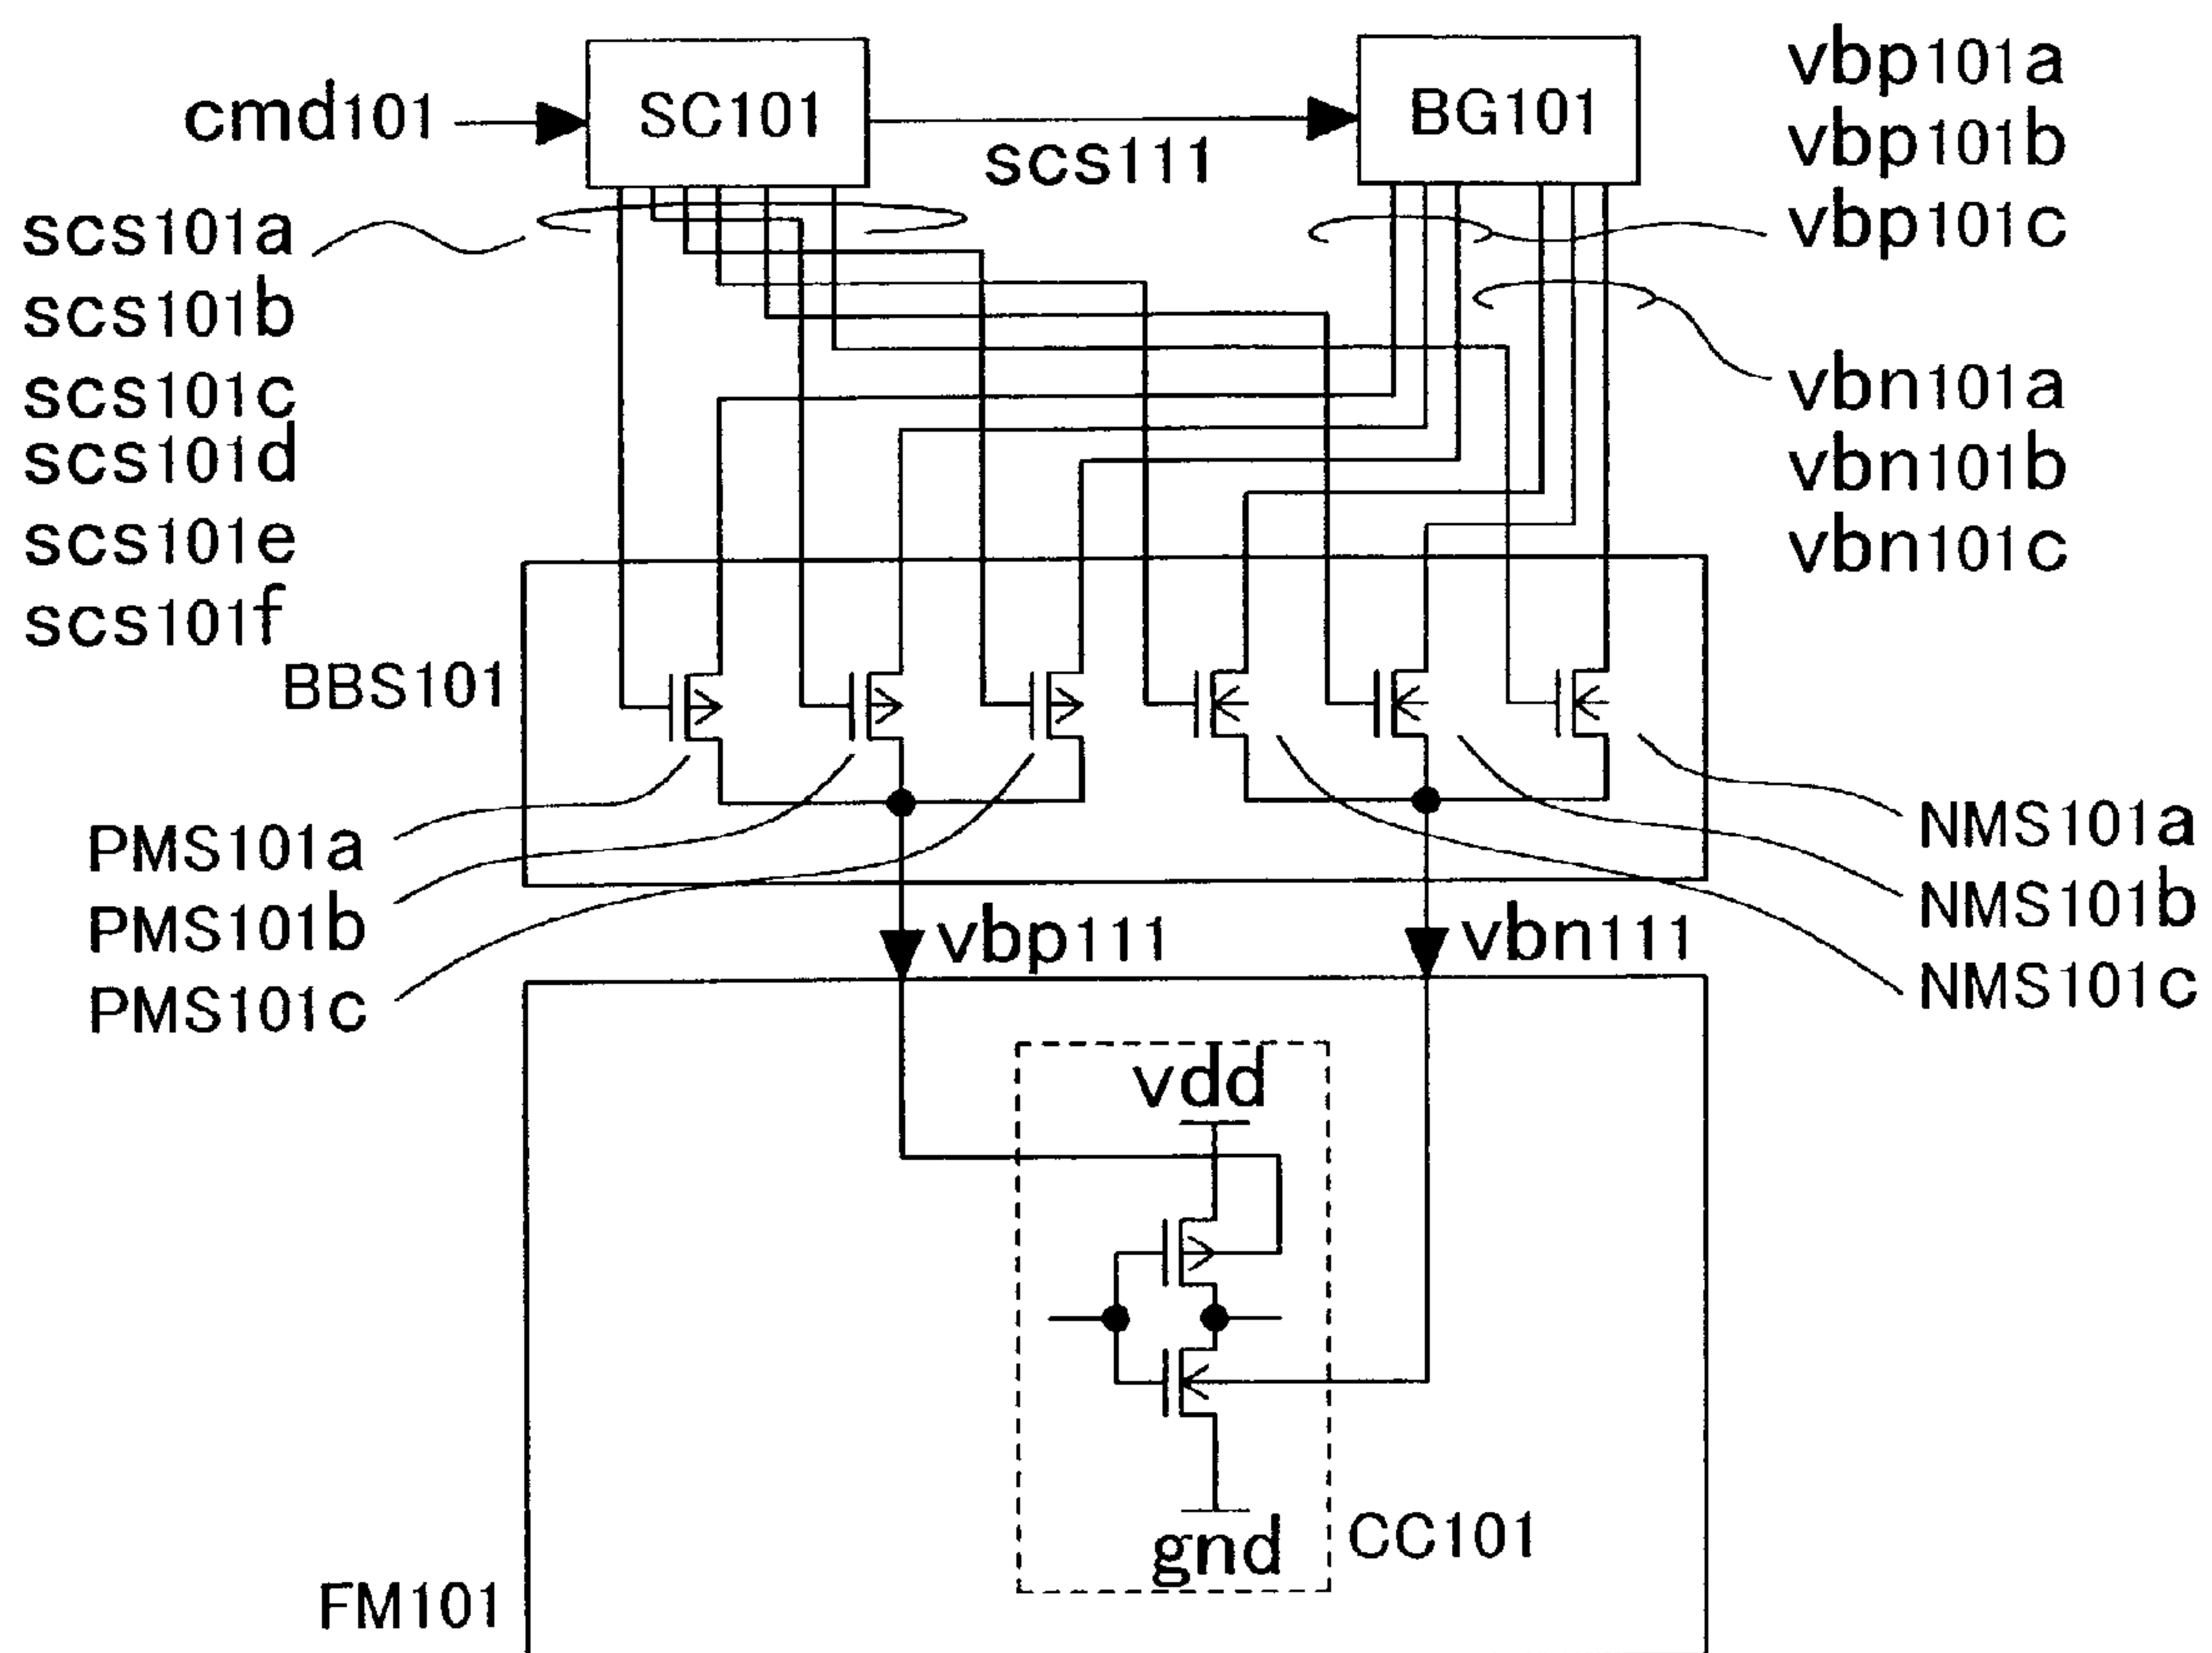 cmd101
SC101
scs111
BG101
vbp101a
vbp101b
vbp101c
scs101a
scs101b
scs101c
scs101d
scs101e
scs101f
vbn101a
vbn101b
vbn101c
BBS101
PMS101a
PMS101b
PMS101c
NMS101a
NMS101b
NMS101c
vbp111
vbn111
vdd
gnd
CC101
FM101